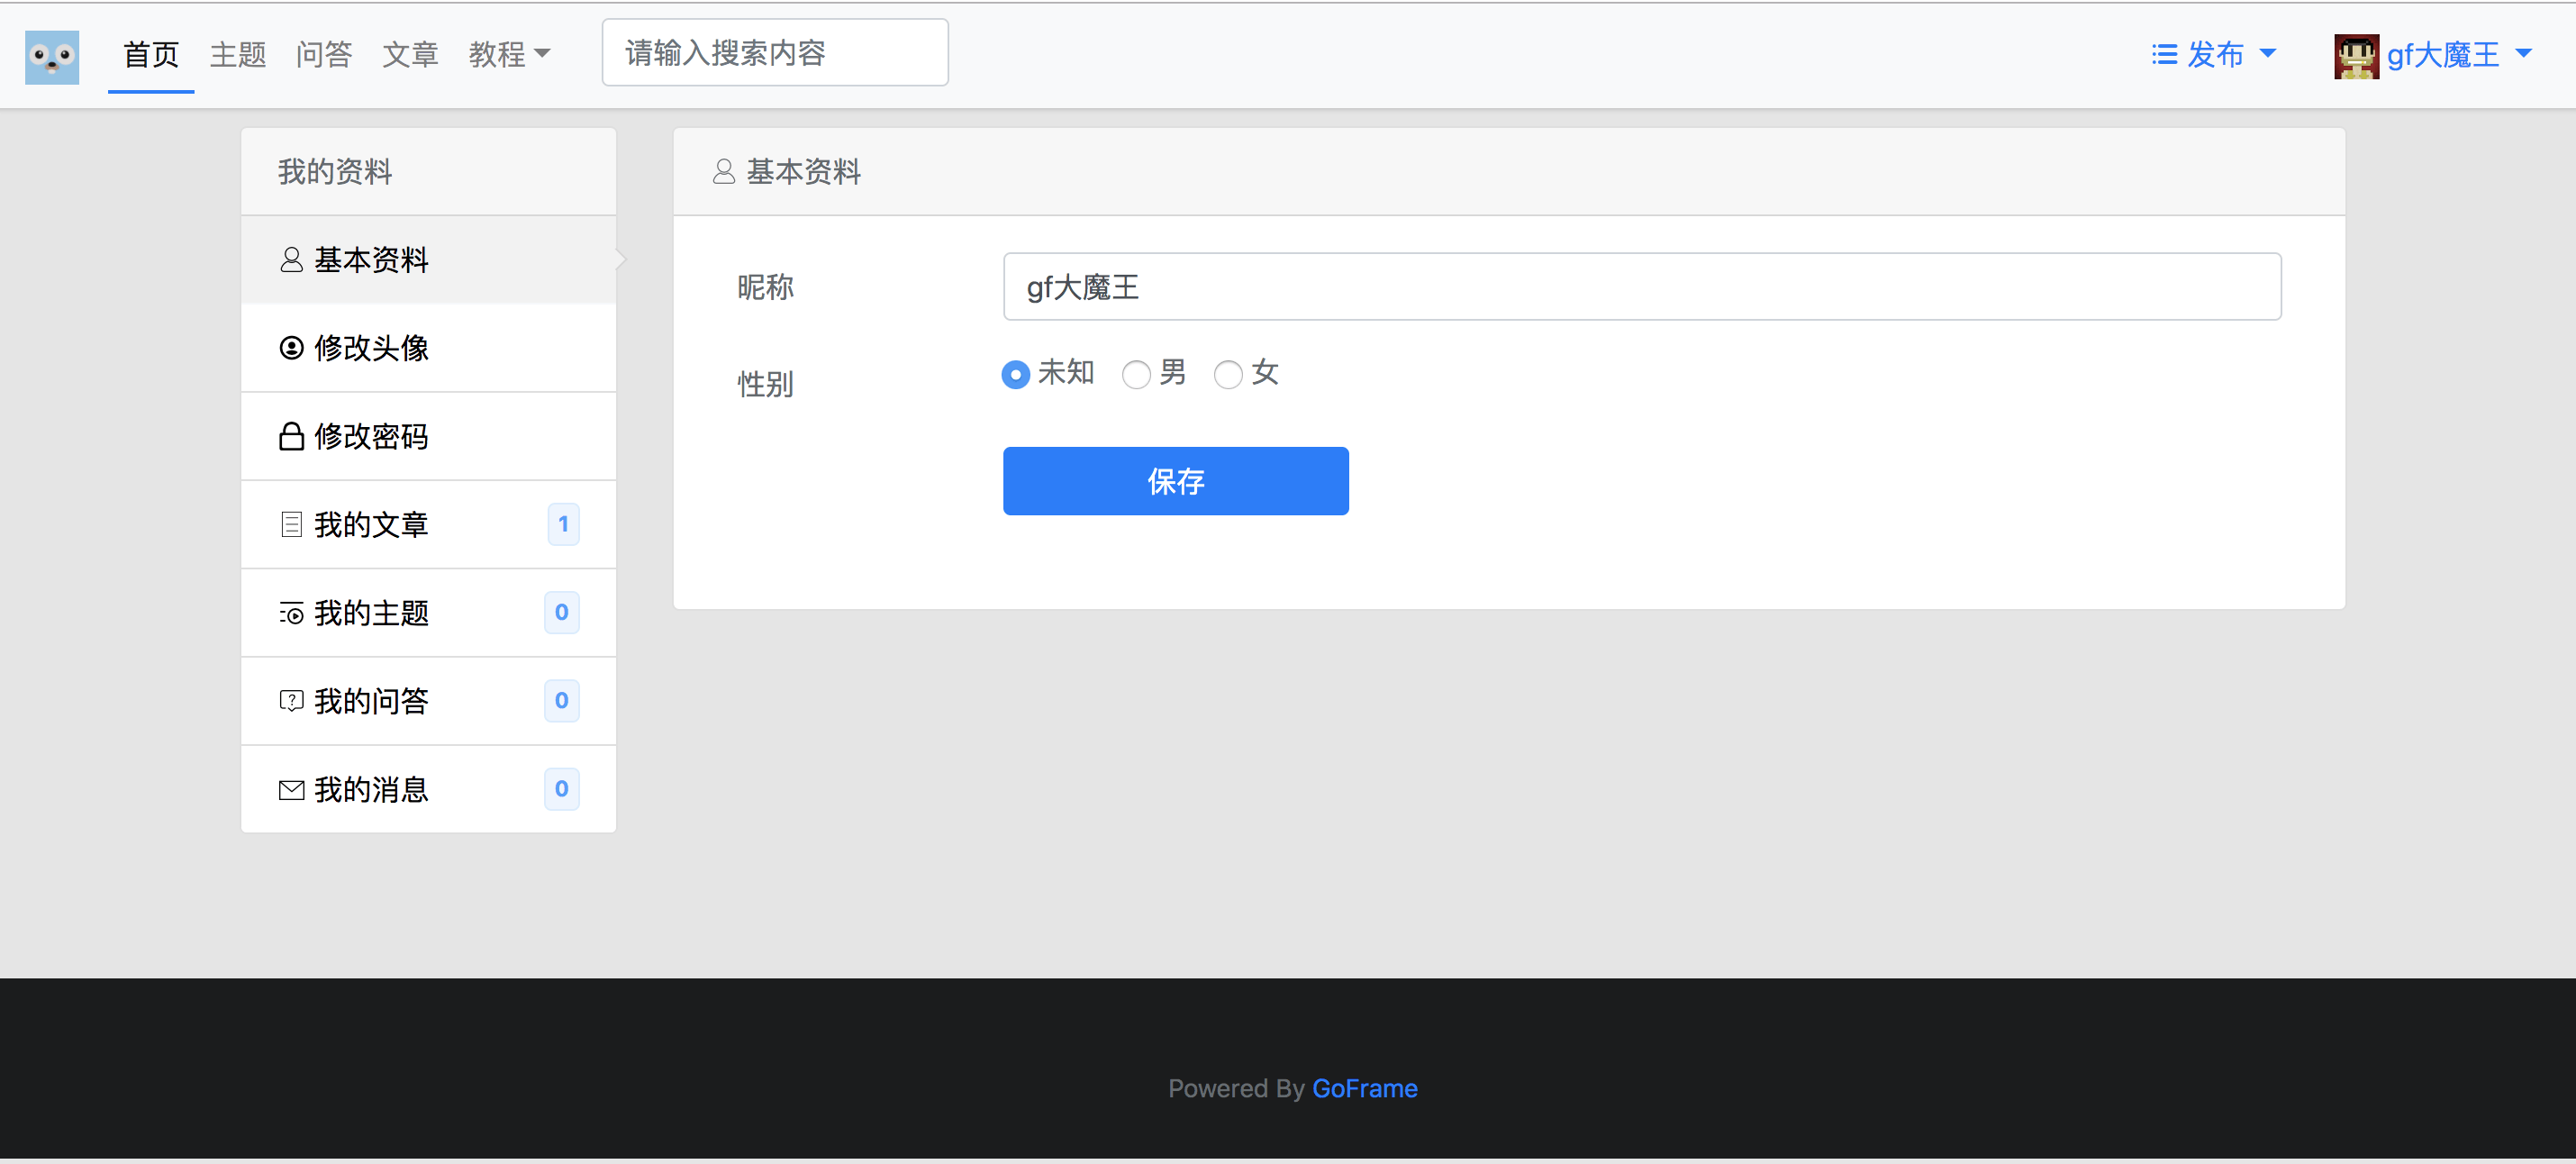 首页 主题 问答 文章 教程 请输入搜索内容 发布 gf大魔王
我的资料
基本资料
修改头像
修改密码
我的文章 1
我的主题 0
我的问答 0
我的消息 0
基本资料
昵称 gf大魔王
性别 未知 男 女
保存
Powered By GoFrame